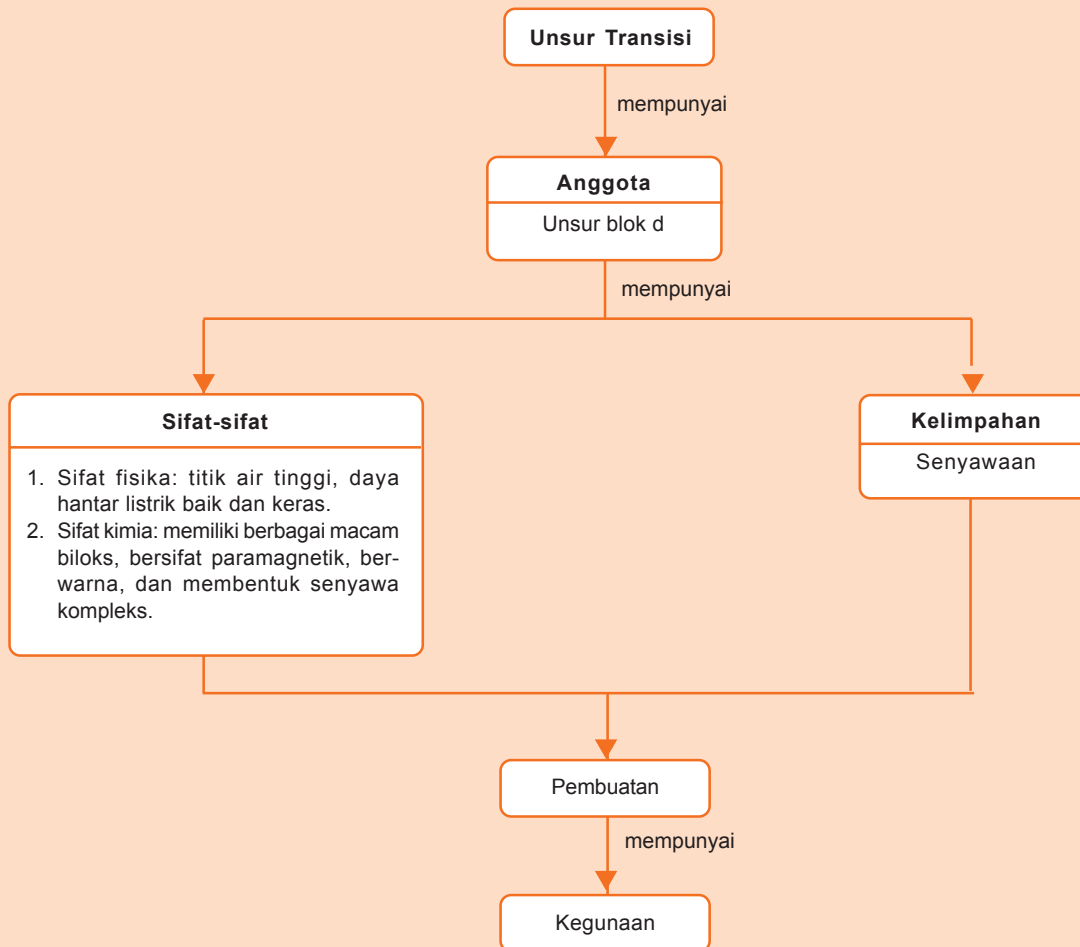 Unsur Transisi
mempunyai
Anggota
Unsur blok d
mempunyai
Sifat-sifat
1. Sifat fisika: titik air tinggi, daya
hantar listrik baik dan keras.
2. Sifat kimia: memiliki berbagai macam
biloks, bersifat paramagnetik, ber-
warna, dan membentuk senyawa
kompleks.
Kelimpahan
Senyawaan
Pembuatan
mempunyai
Kegunaan